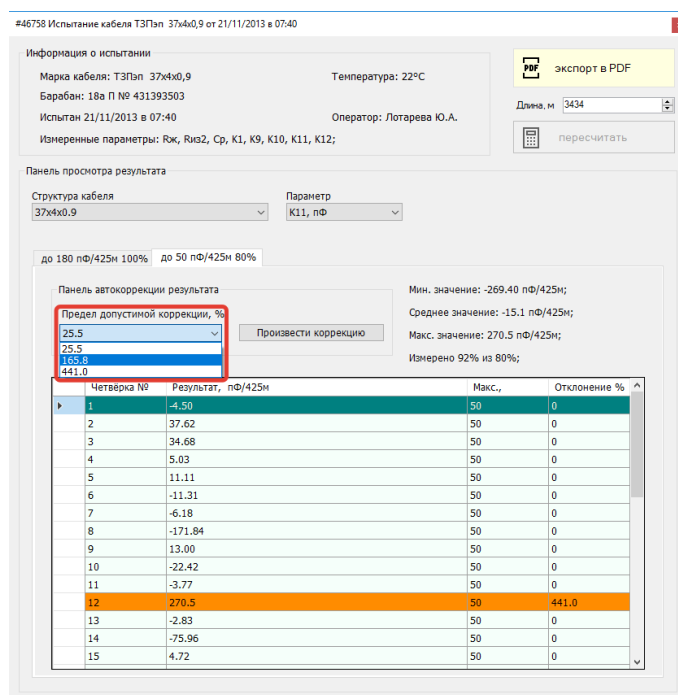 #46758 Испытание кабеля ТЗПэп 37x4x0,9 от 21/11/2013 в 07:40
Информация о испытании
Марка кабеля: ТЗПэп 37x4x0,9
Температура: 22°C
Барабан: 18а П № 431393503
Испытан 21/11/2013 в 07:40
Оператор: Лотарева Ю.А.
Измеренные параметры: Rж, Rиз2, Cр, K1, K9, K10, K11, K12;
PDF экспорт в PDF
Длина, м 3434
пересчитать
Панель просмотра результата
Структура кабеля
37x4x0.9
Параметр
K11, пФ
до 180 пФ/425м 100%
до 50 пФ/425м 80%
Панель автокоррекции результата
Предел допустимой коррекции, %
25.5
Произвести коррекцию
25.5
165.8
441.0
Мин. значение: -269.40 пФ/425м;
Среднее значение: -15.1 пФ/425м;
Макс. значение: 270.5 пФ/425м;
Измерено 92% из 80%;
Четвёрка № Результат, пФ/425м Макс., Отклонение %
1 -4.50 50 0
2 37.62 50 0
3 34.68 50 0
4 5.03 50 0
5 11.11 50 0
6 -11.31 50 0
7 -6.18 50 0
8 -171.84 50 0
9 13.00 50 0
10 -22.42 50 0
11 -3.77 50 0
12 270.5 50 441.0
13 -2.83 50 0
14 -75.96 50 0
15 4.72 50 0